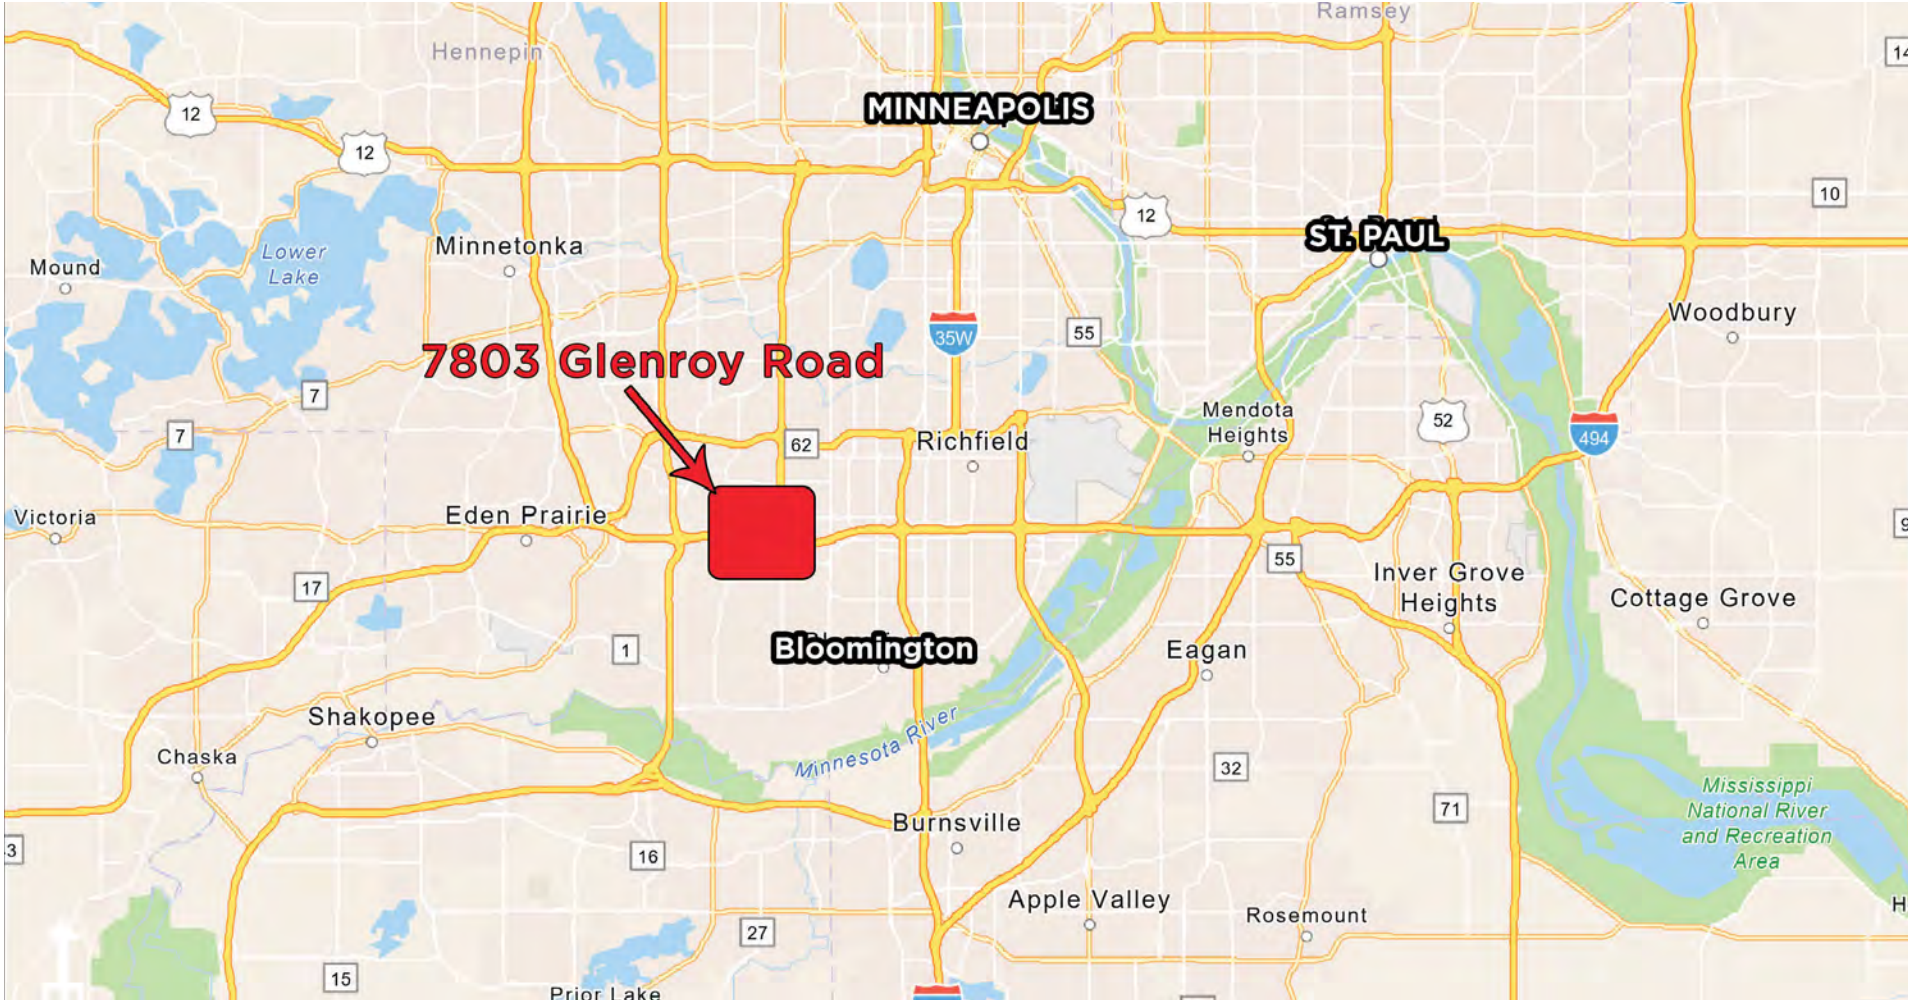 Ramsey
Hennepin
14
12
MINNEAPOLIS
12
10
12
ST. PAUL
Minnetonka
Lower
Lake
Mound
Woodbury
35W
55
7803 Glenroy Road
7
Mendota
Heights
52
7
62
Richfield
494
Victoria
Eden Prairie
9
55
17
Inver Grove
Heights
Cottage Grove
1
Bloomington
Eagan
Shakopee
Minnesota River
Chaska
32
Mississippi
National River
and Recreation
Area
71
Burnsville
3
16
Apple Valley
Rosemount
H
27
15
Prior Lake